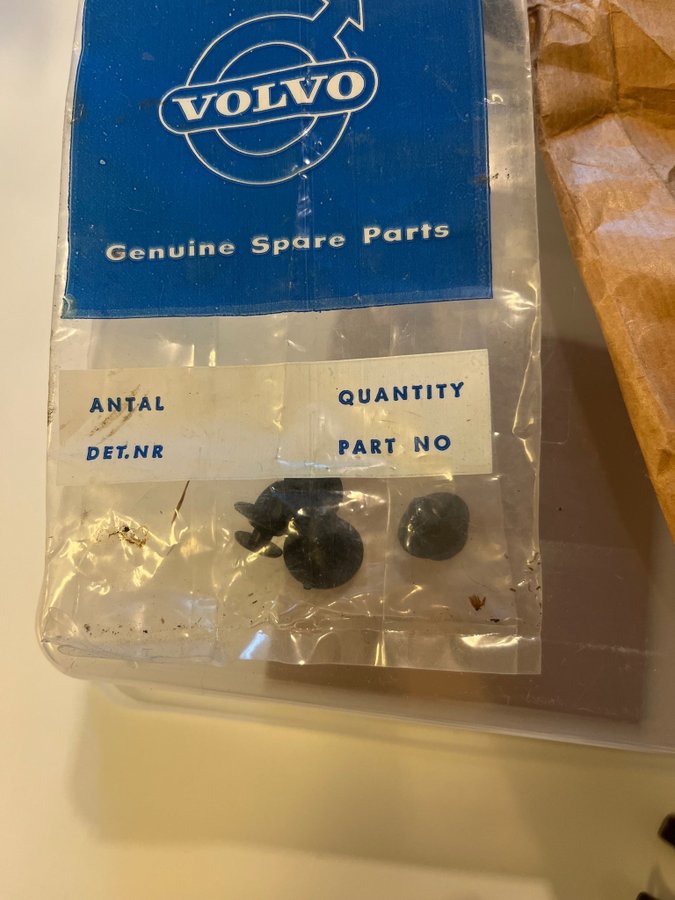 VOLVO
Genuine Spare Parts
ANTAL QUANTITY
DET.NR PART NO